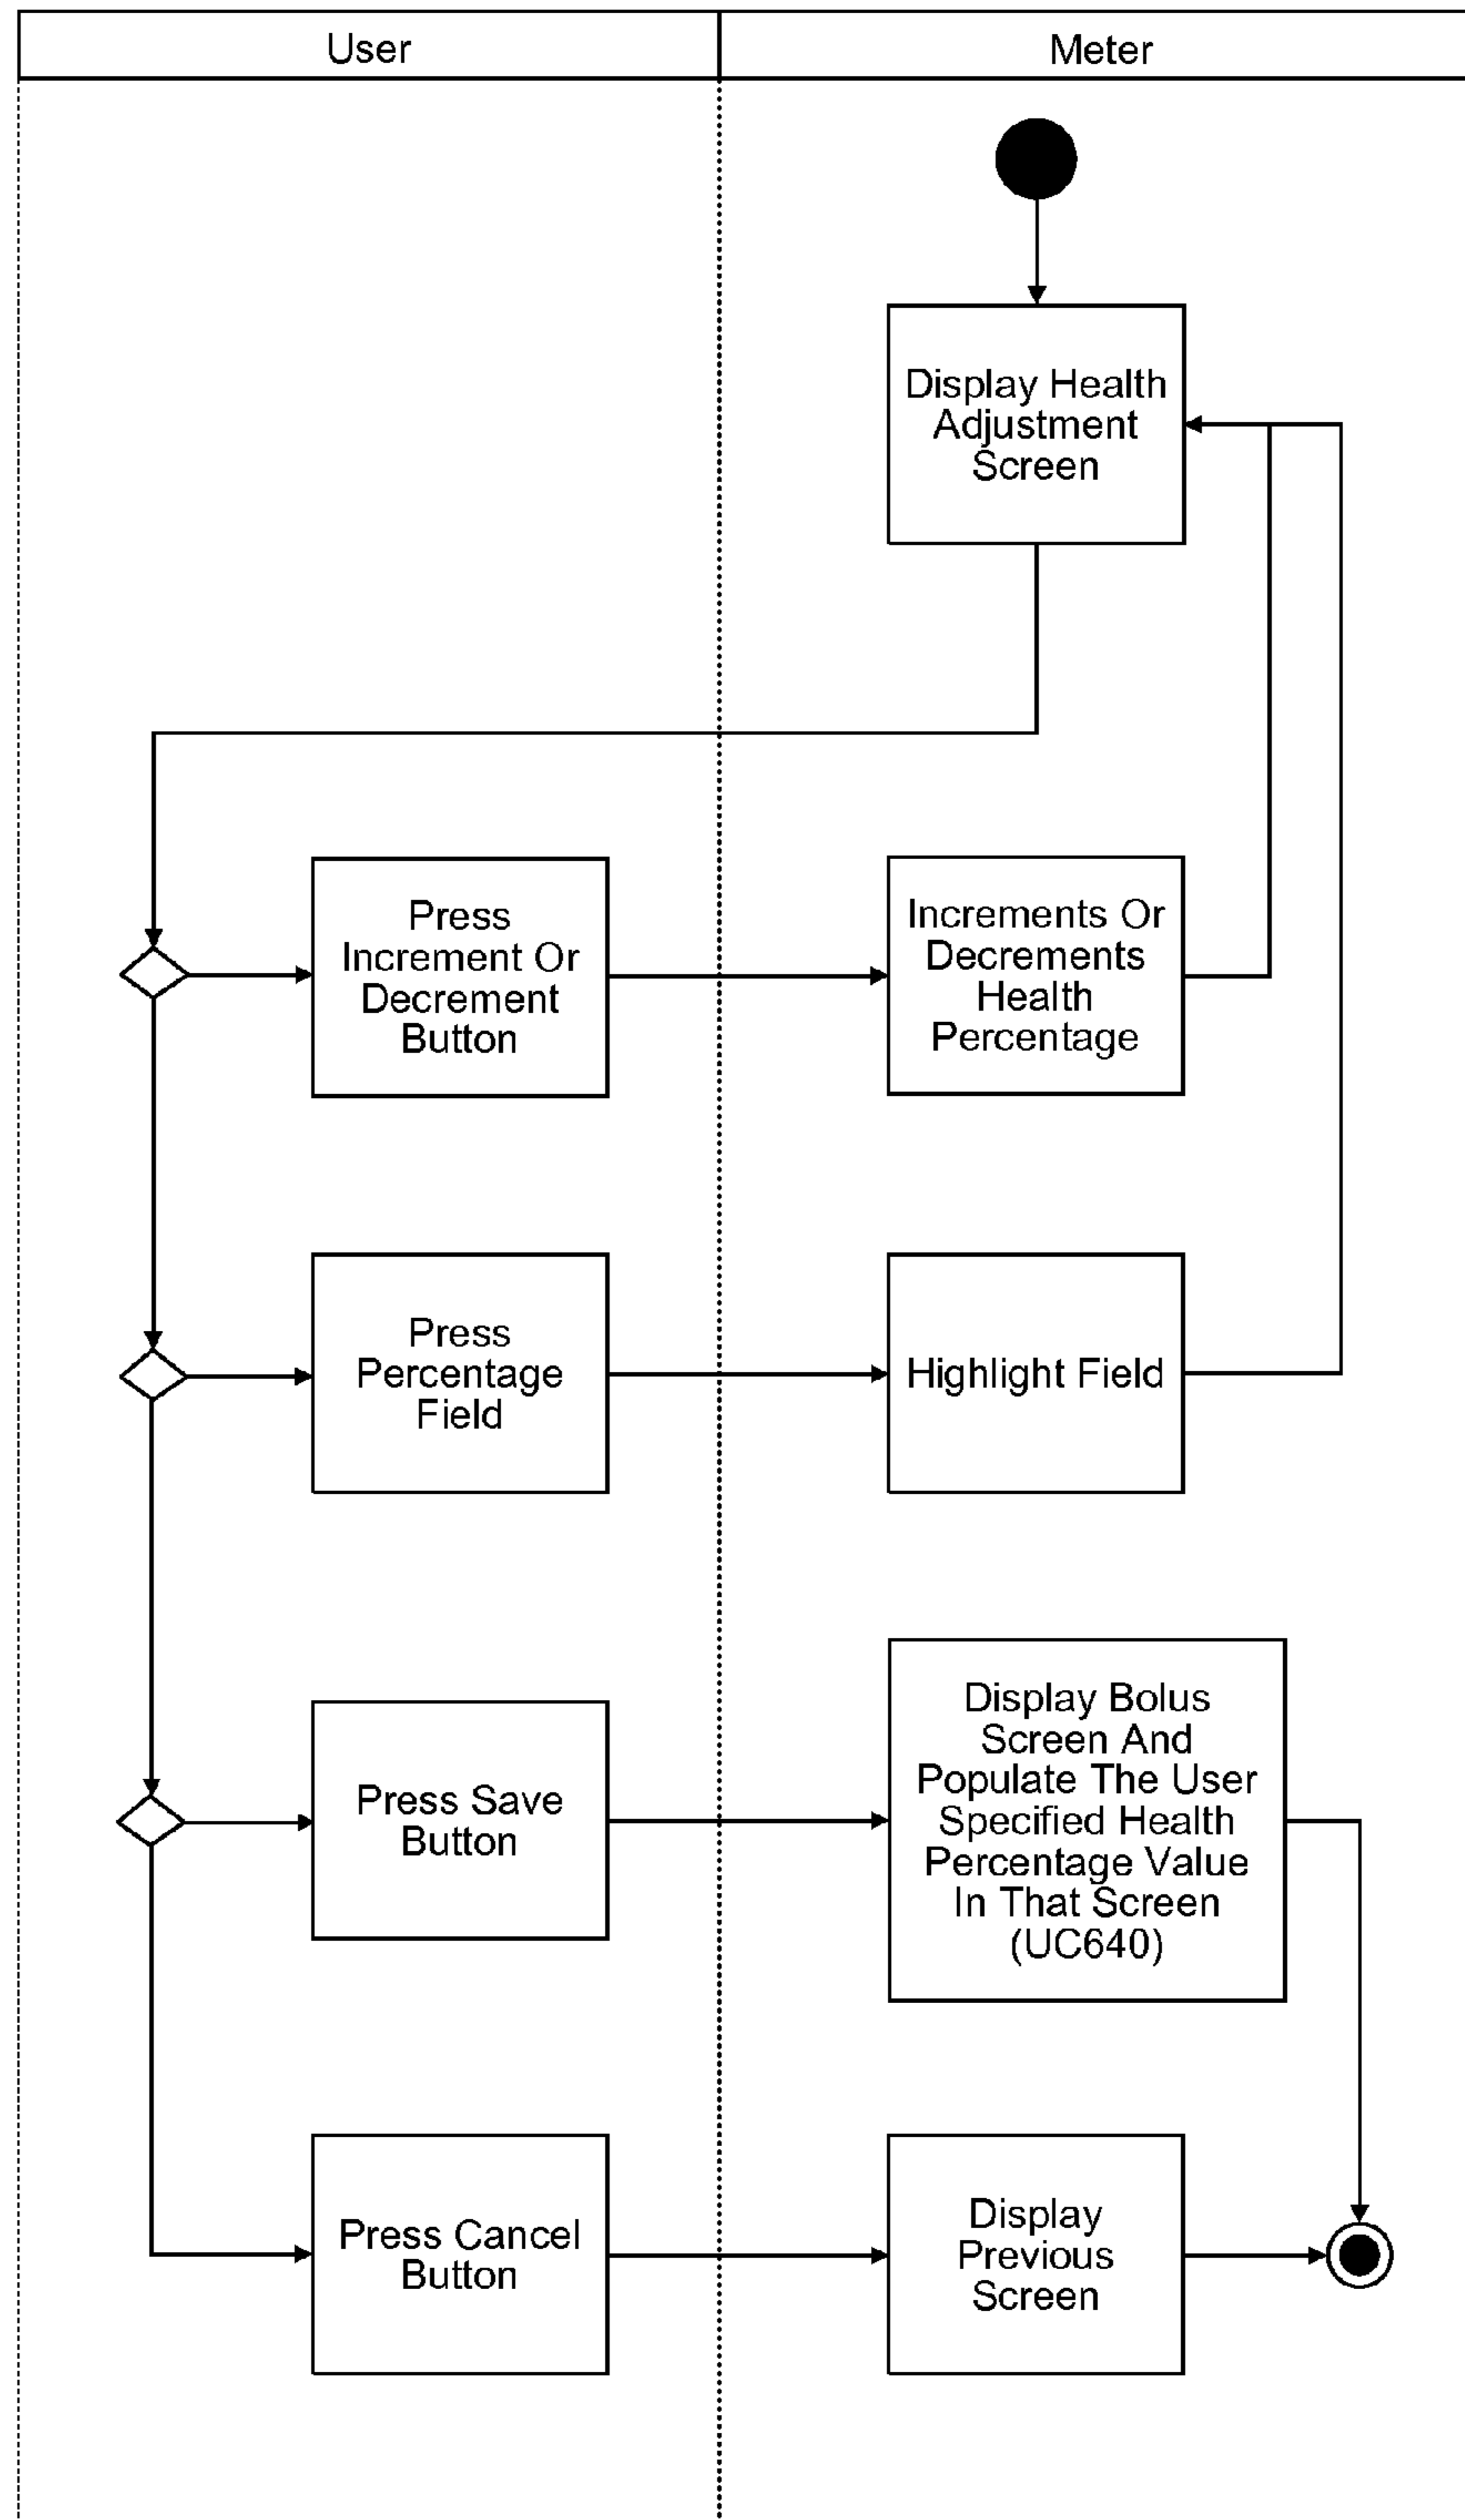 User
Meter
Display Health
Adjustment
Screen
Press
Increment Or
Decrement
Button
Increments Or
Decrements
Health
Percentage
Press
Percentage
Field
Highlight Field
Press Save
Button
Display Bolus
Screen And
Populate The User
Specified Health
Percentage Value
In That Screen
(UC640)
Press Cancel
Button
Display
Previous
Screen